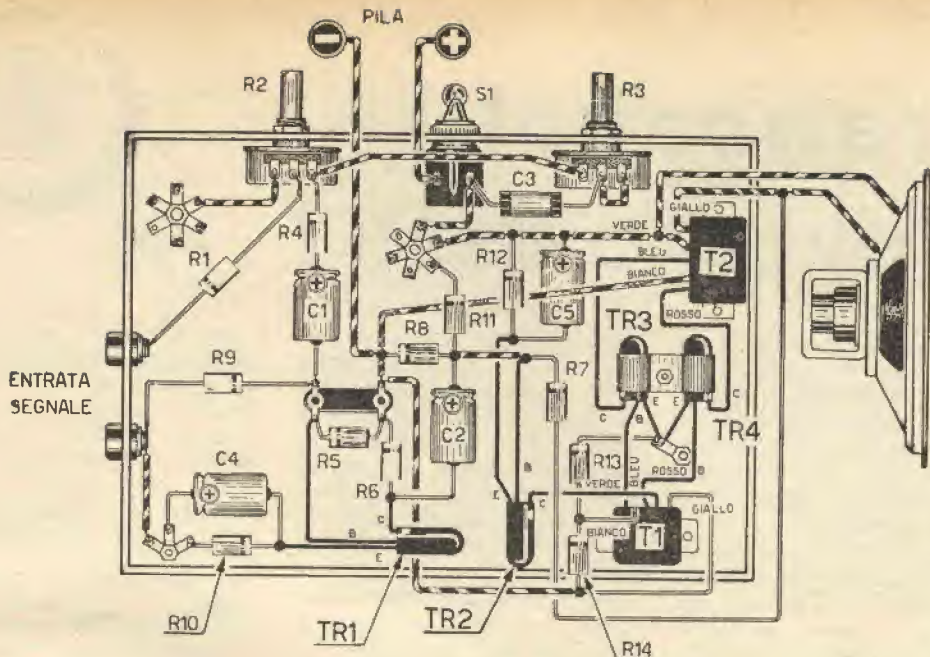 PILA
R2
S1
R3
C3
GIALLO
VERDE
R4
R12
BLEU
T2
R1
BIANCO
C1
R11
C5
ROSSO
R8
TR3
R9
R7
ENTRATA
SEGNALE
C2
C
B
E
E
C
TR4
C4
R5
R13
BLEU
ROSSO
B
R6
VERDE
E
B
C
GIALLO
C
B
BIANCO
T1
E
R10
TR1
TR2
R14